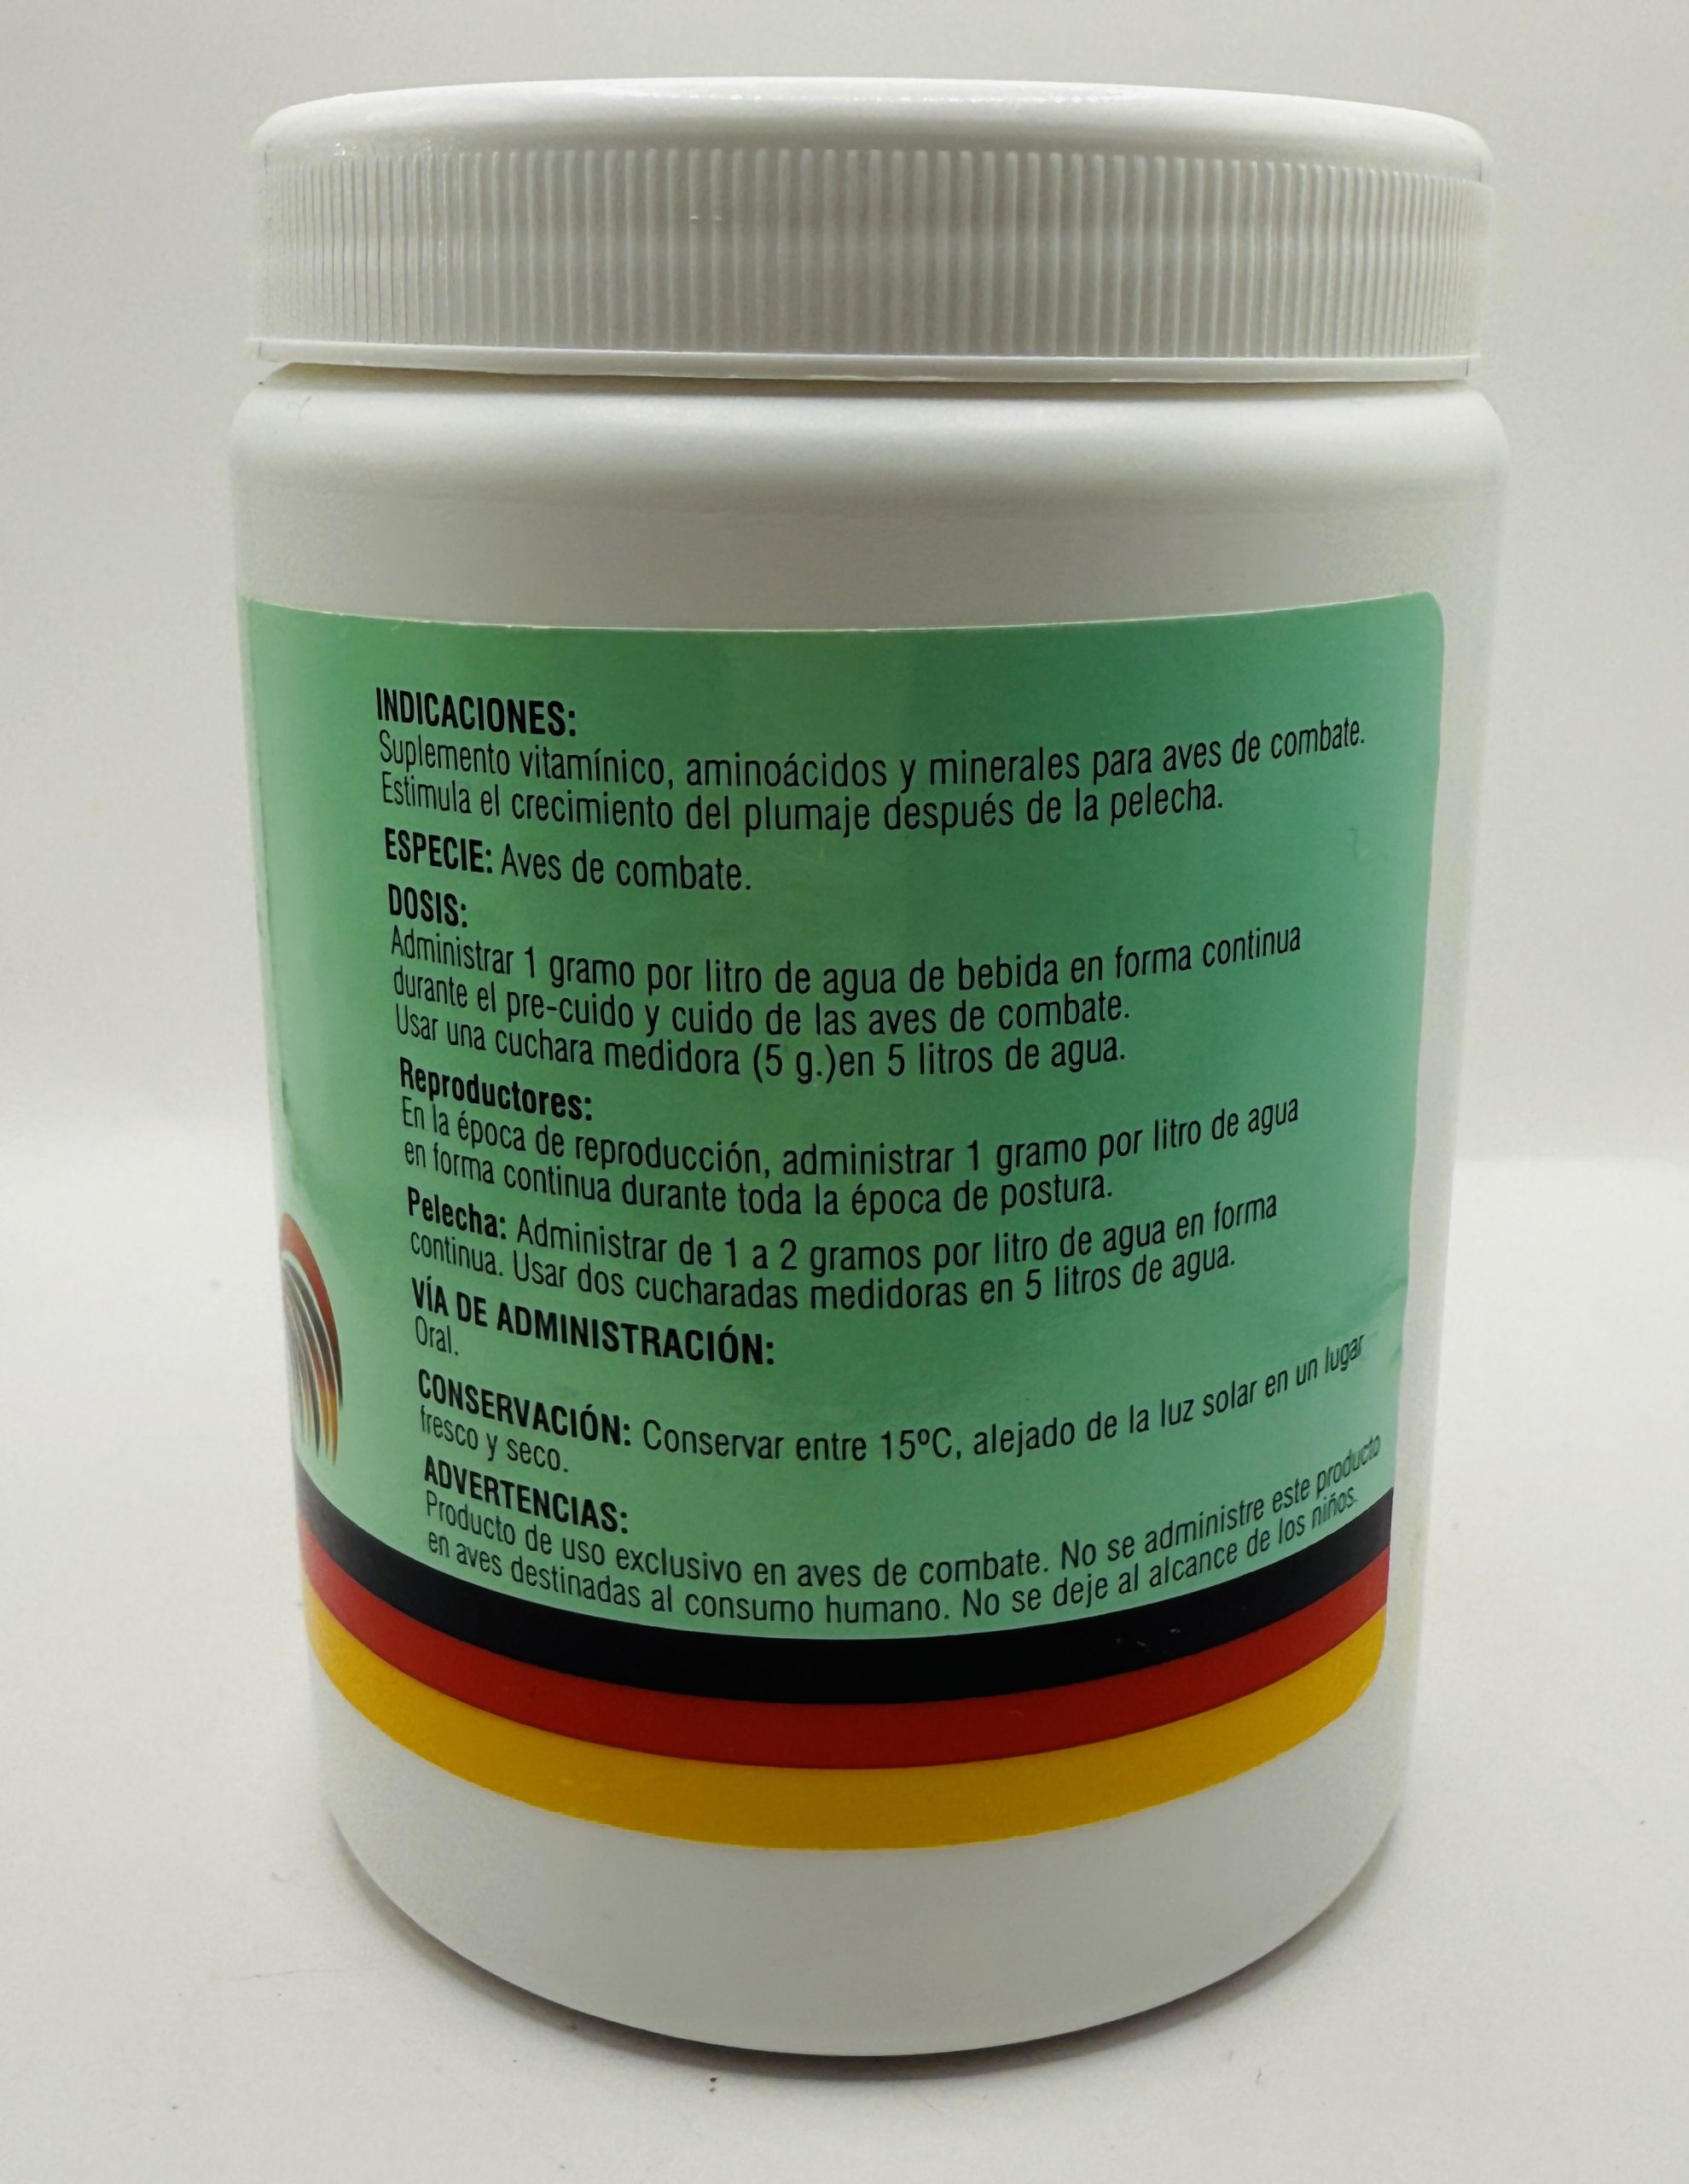 INDICACIONES:
Suplemento vitamínico, aminoácidos y minerales para aves de combate.
Estimula el crecimiento del plumaje después de la pelecha.
ESPECIE: Aves de combate.
DOSIS:
Administrar 1 gramo por litro de agua de bebida en forma continua
durante el pre-cuido y cuido de las aves de combate.
Usar una cuchara medidora (5 g.)en 5 litros de agua.
Reproductores:
En la época de reproducción, administrar 1 gramo por litro de agua
en forma continua durante toda la época de postura.
Pelecha: Administrar de 1 a 2 gramos por litro de agua en forma
continua. Usar dos cucharadas medidoras en 5 litros de agua.
VÍA DE ADMINISTRACIÓN:
Oral.
CONSERVACIÓN: Conservar entre 15ºC, alejado de la luz solar en un lugar
fresco y seco.
ADVERTENCIAS:
Producto de uso exclusivo en aves de combate. No se administre este producto
en aves destinadas al consumo humano. No se deje al alcance de los niños.